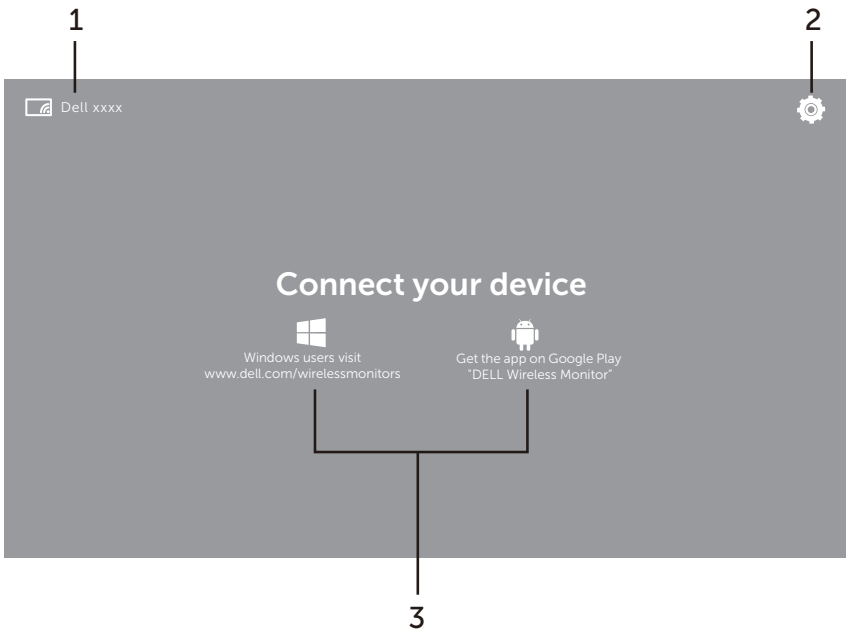 1
2
Dell xxxx
Connect your device
Windows users visit
www.dell.com/wirelessmonitors
Get the app on Google Play
"DELL Wireless Monitor"
3